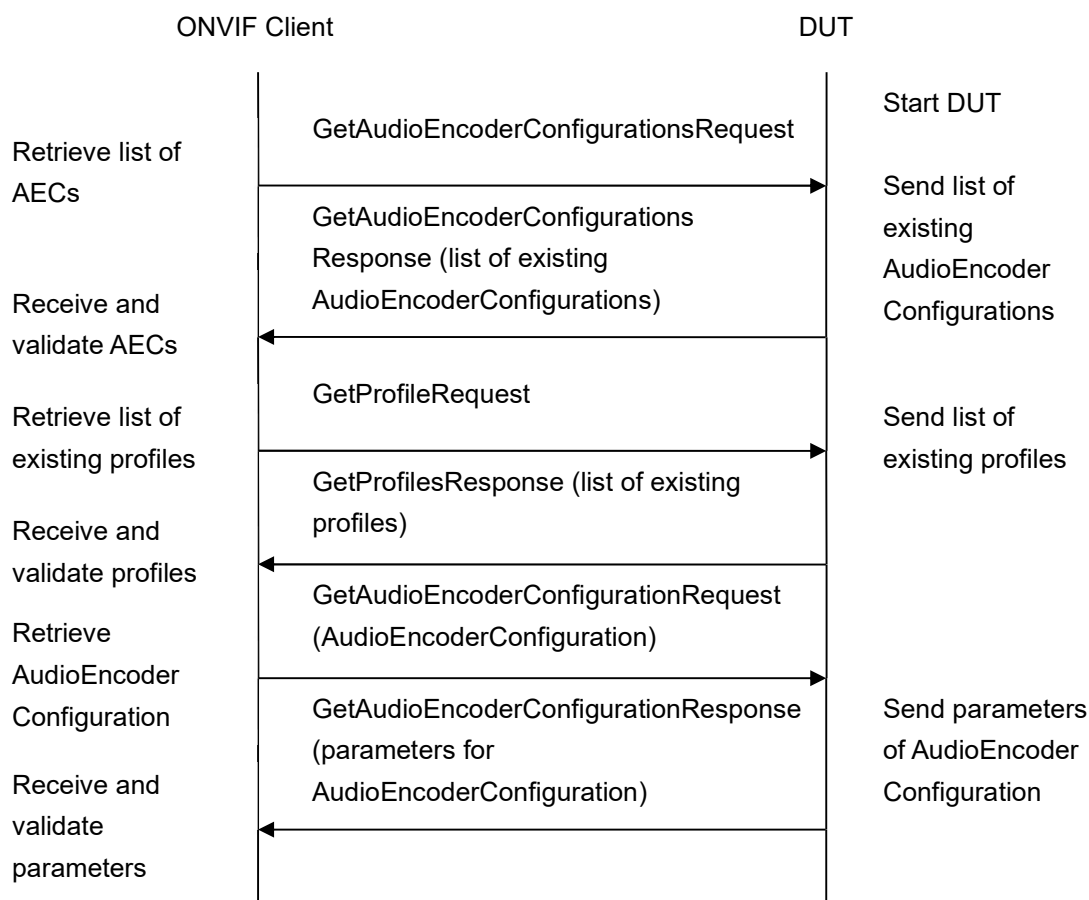 ONVIF Client
DUT
Start DUT
GetAudioEncoderConfigurationsRequest
Retrieve list of
AECs
Send list of
existing
AudioEncoder
Configurations
GetAudioEncoderConfigurations
Response (list of existing
AudioEncoderConfigurations)
Receive and
validate AECs
GetProfileRequest
Retrieve list of
existing profiles
Send list of
existing profiles
GetProfilesResponse (list of existing
profiles)
Receive and
validate profiles
GetAudioEncoderConfigurationRequest
(AudioEncoderConfiguration)
Retrieve
AudioEncoder
Configuration
GetAudioEncoderConfigurationResponse
(parameters for
AudioEncoderConfiguration)
Send parameters
of AudioEncoder
Configuration
Receive and
validate
parameters